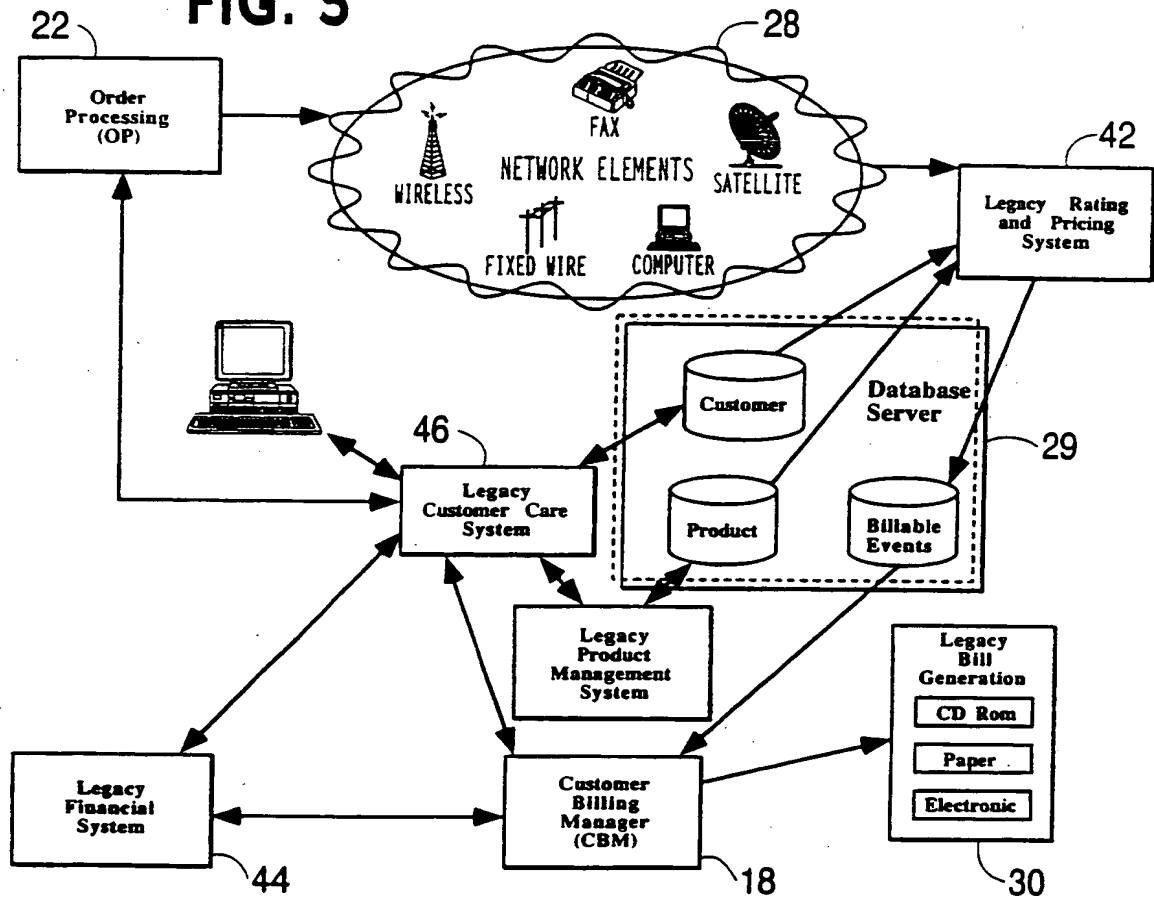 FIG. 5
22
28
Order
Processing
(OP)
FAX
WIRELESS
NETWORK ELEMENTS
SATELLITE
FIXED WIRE
COMPUTER
42
Legacy Rating
and Pricing
System
Customer
Database
Server
29
46
Legacy
Customer Care
System
Product
Billable
Events
Legacy
Product
Management
System
Legacy
Bill
Generation
CD Rom
Paper
Electronic
30
Legacy
Financial
System
44
Customer
Billing
Manager
(CBM)
18